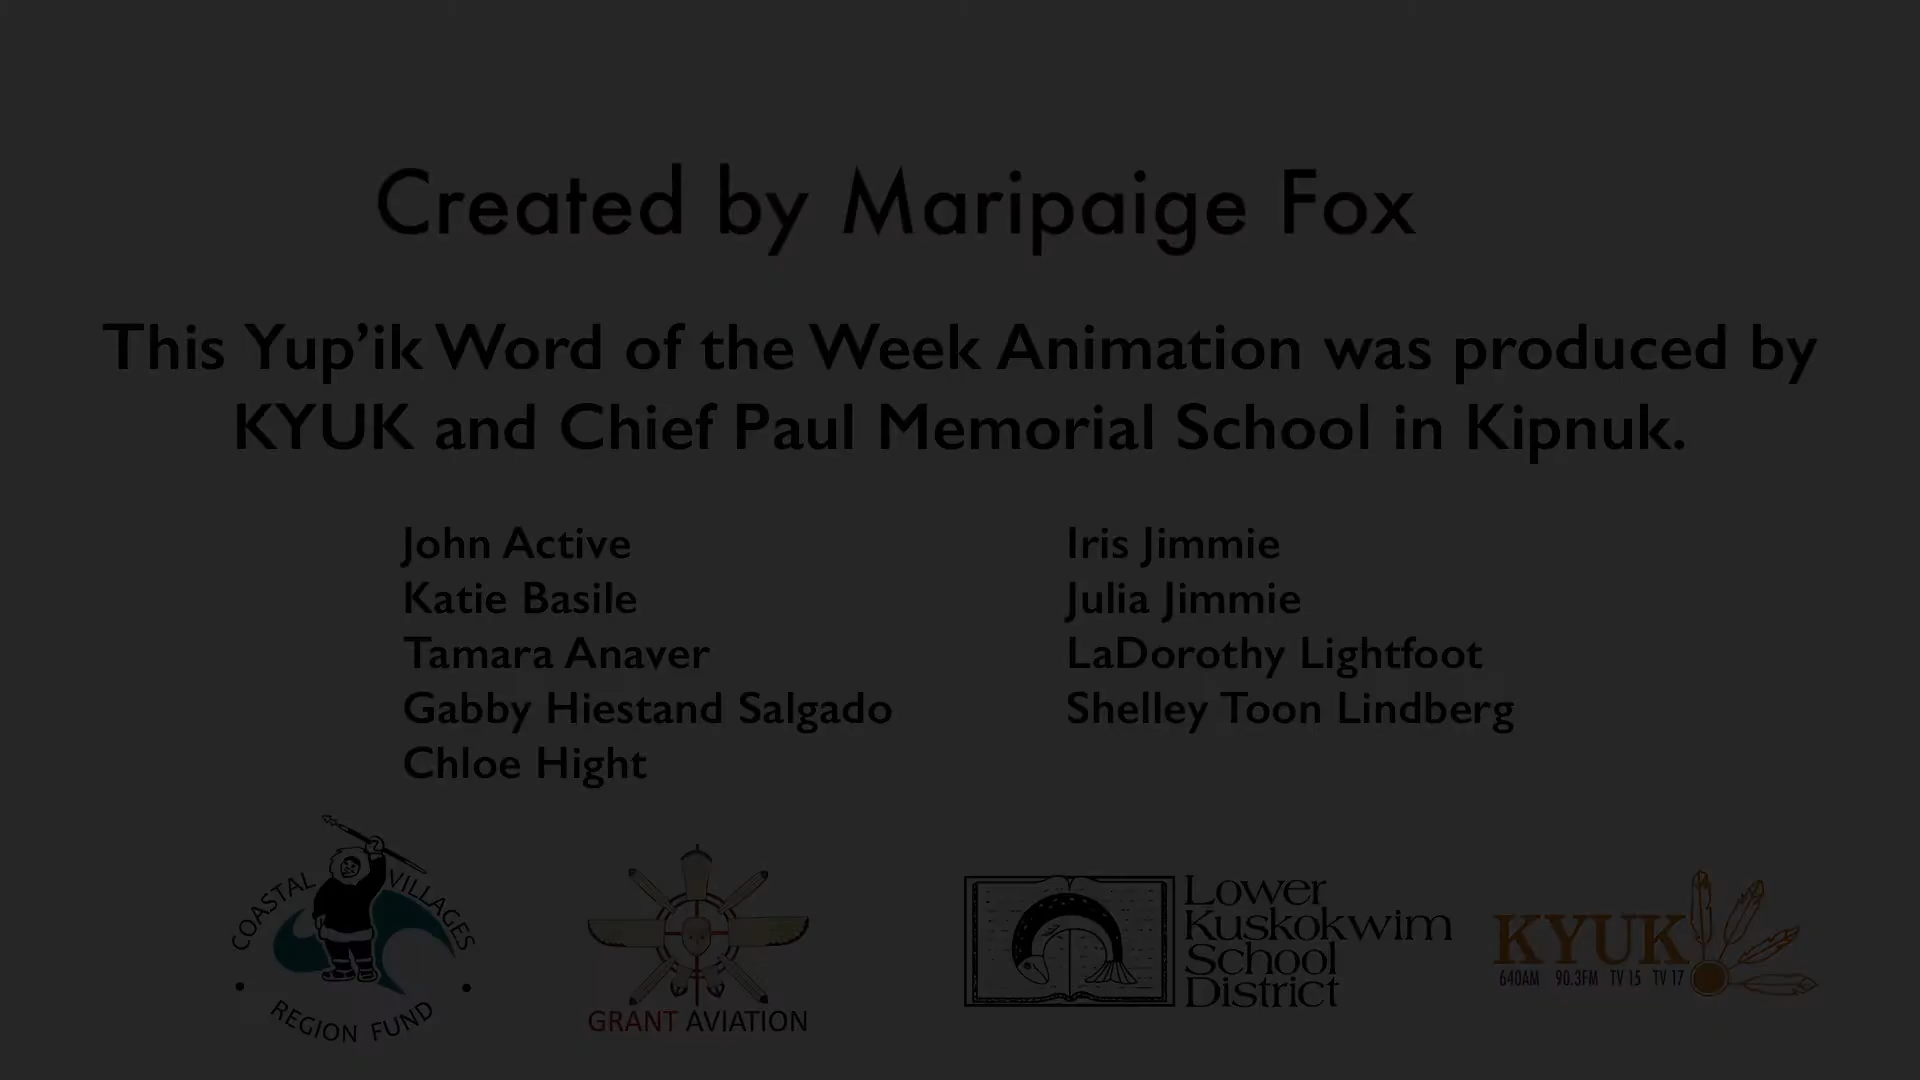 Created by Maripaige Fox
This Yup’ik Word of the Week Animation was produced by
KYUK and Chief Paul Memorial School in Kipnuk.
John Active
Katie Basile
Tamara Anaver
Gabby Hiestand Salgado
Chloe Hight
Iris Jimmie
Julia Jimmie
LaDorothy Lightfoot
Shelley Toon Lindberg
COASTAL VILLAGES
REGION FUND
GRANT AVIATION
Lower
Kuskokwim
School
District
KYUK
640AM 90.3FM TV 15 TV 17